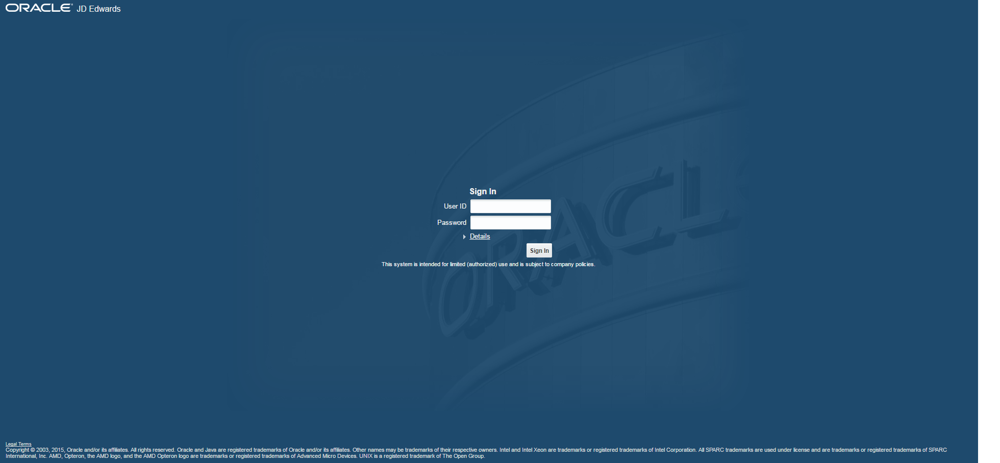 ORACLE® JD Edwards
Sign In
User ID
Password
Details
Sign In
This system is intended for limited (authorized) use and is subject to company policies.
ORACL
Legal Terms
Copyright © 2003, 2015, Oracle and/or its affiliates. All rights reserved. Oracle and Java are registered trademarks of Oracle and/or its affiliates. Other names may be trademarks of their respective owners. Intel and Intel Xeon are trademarks or registered trademarks of Intel Corporation. All SPARC trademarks are used under license and are trademarks or registered trademarks of SPARC
International, Inc. AMD, Opteron, the AMD logo, and the AMD Opteron logo are trademarks or registered trademarks of Advanced Micro Devices. UNIX is a registered trademark of The Open Group.